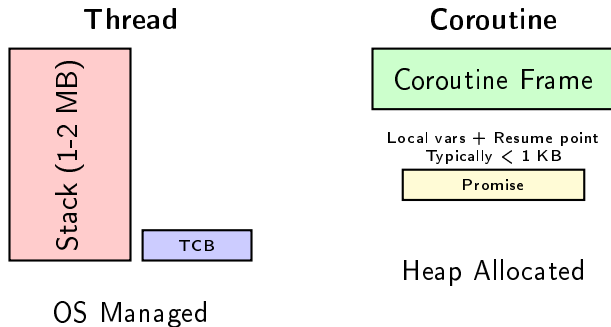 Thread
Stack (1-2 MB)
TCB
OS Managed
Coroutine
Coroutine Frame
Local vars + Resume point
Typically < 1 KB
Promise
Heap Allocated